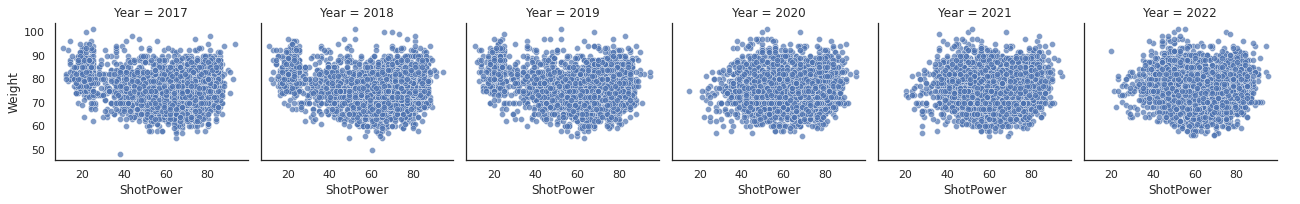 Year = 2017 Year = 2018 Year = 2019 Year = 2020 Year = 2021 Year = 2022
100
90
80
70
60
50
Weight
20 40 60 80 20 40 60 80 20 40 60 80 20 40 60 80 20 40 60 80 20 40 60 80
ShotPower ShotPower ShotPower ShotPower ShotPower ShotPower